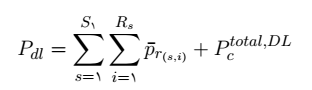 $P_{dl} = \sum_{s=۱}^{S_۱} \sum_{i=۱}^{R_s} \bar{p}_{r_{(s,i)}} + P_c^{total,DL}$